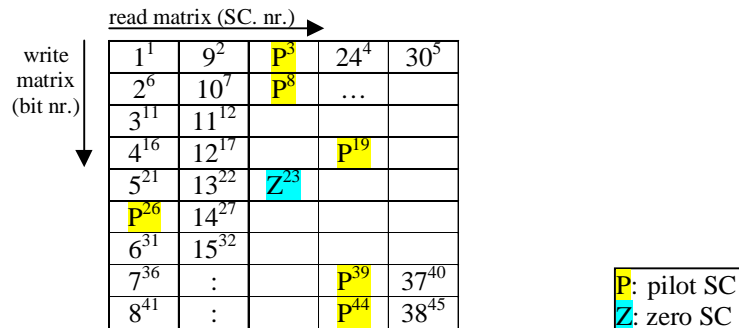 read matrix (SC. nr.)
write
matrix
(bit nr.)
1¹ 9² P³ 24⁴ 30⁵
2⁶ 10⁷ P⁸ …
3¹¹ 11¹²
4¹⁶ 12¹⁷ P¹⁹
5²¹ 13²² Z²³
P²⁶ 14²⁷
6³¹ 15³²
7³⁶ : P³⁹ 37⁴⁰
8⁴¹ : P⁴⁴ 38⁴⁵
P: pilot SC
Z: zero SC